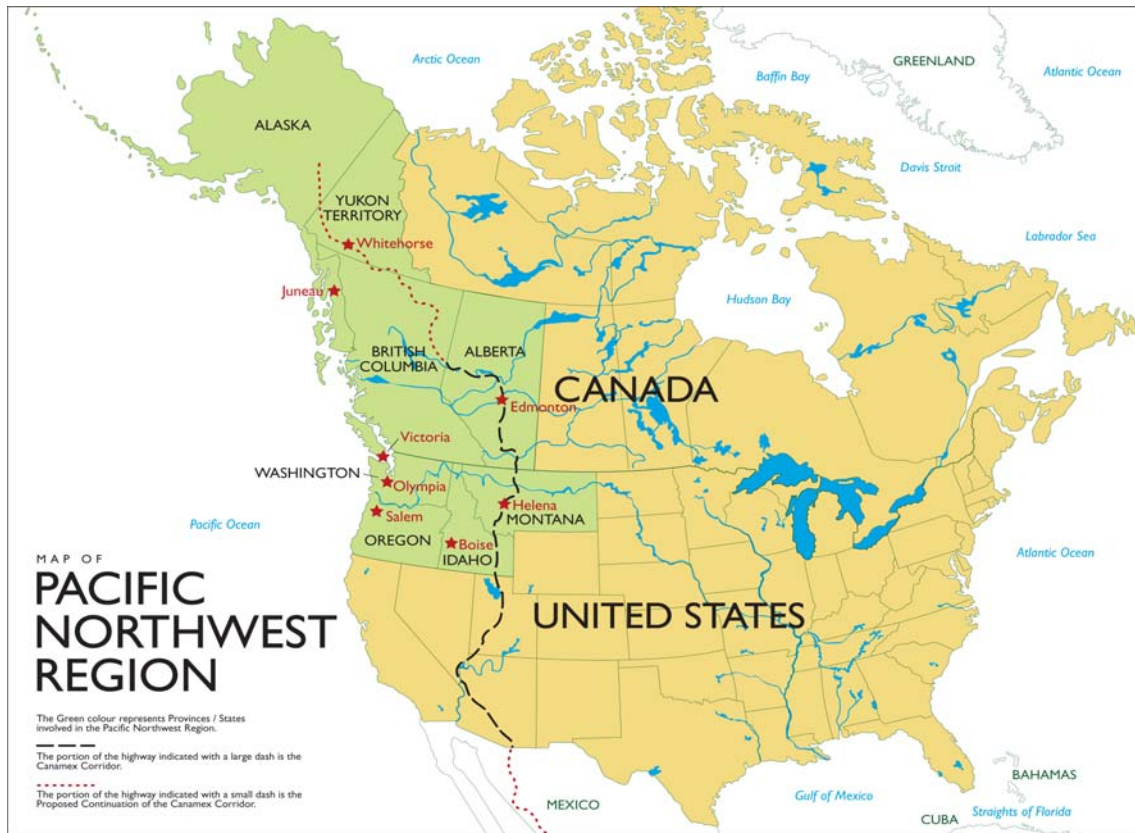 Arctic Ocean
GREENLAND
Baffin Bay
Atlantic Ocean
ALASKA
Davis Strait
YUKON
TERRITORY
Whitehorse
Labrador Sea
Juneau
Hudson Bay
BRITISH
COLUMBIA
ALBERTA
CANADA
Edmonton
Victoria
WASHINGTON
Olympia
Helena
MONTANA
Salem
Pacific Ocean
OREGON
Boise
IDAHO
Atlantic Ocean
MAP OF
PACIFIC
NORTHWEST
REGION
UNITED STATES
The Green colour represents Provinces / States
involved in the Pacific Northwest Region.
The portion of the highway indicated with a large dash is the
Canamex Corridor.
The portion of the highway indicated with a small dash is the
Proposed Continuation of the Canamex Corridor.
MEXICO
Gulf of Mexico
BAHAMAS
CUBA
Straights of Florida